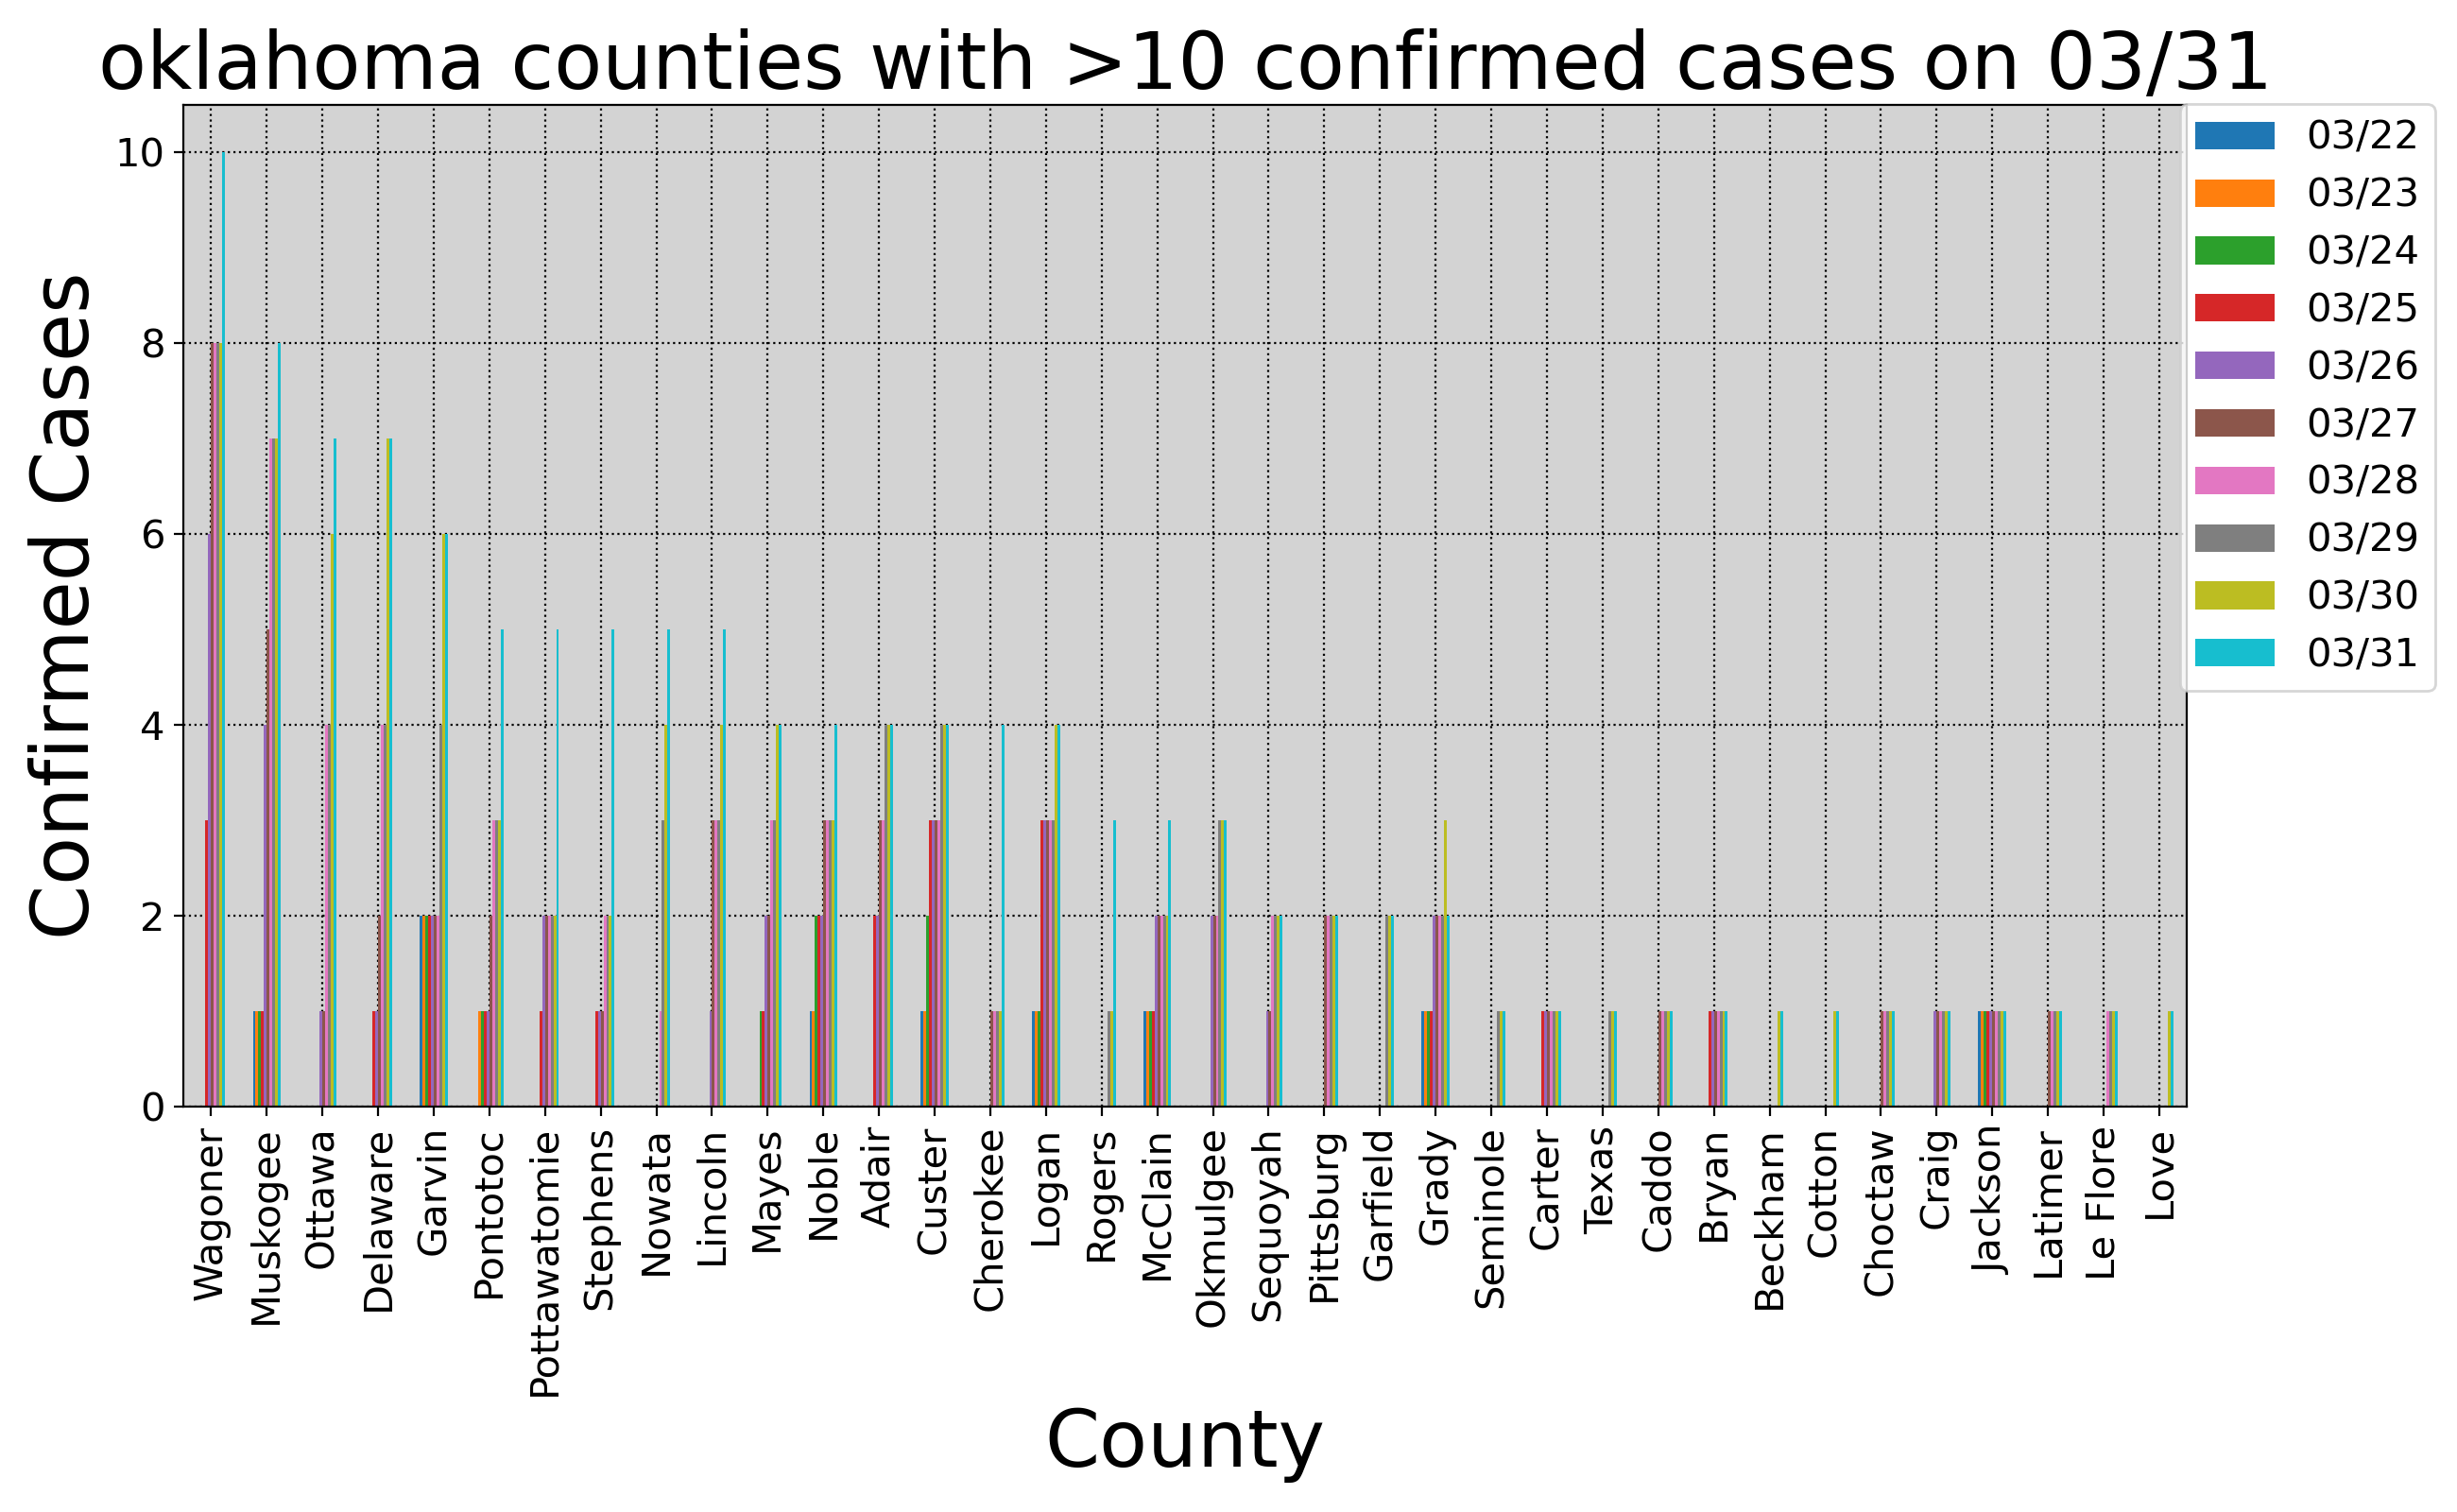 oklahoma counties with >10 confirmed cases on 03/31
Confirmed Cases
10
8
6
4
2
0
03/22
03/23
03/24
03/25
03/26
03/27
03/28
03/29
03/30
03/31
Wagoner
Muskogee
Ottawa
Delaware
Garvin
Pontotoc
Pottawatomie
Stephens
Nowata
Lincoln
Mayes
Noble
Adair
Custer
Cherokee
Logan
Rogers
McClain
Okmulgee
Sequoyah
Pittsburg
Garfield
Grady
Seminole
Carter
Texas
Caddo
Bryan
Beckham
Cotton
Choctaw
Craig
Jackson
Latimer
Le Flore
Love
County